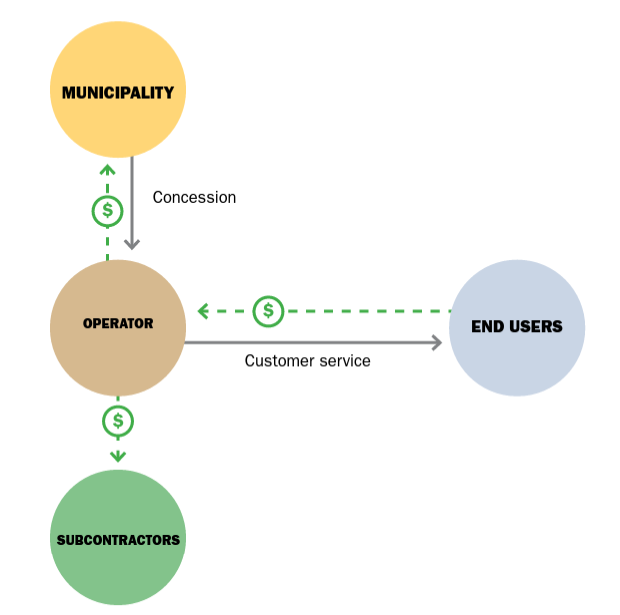 MUNICIPALITY
$
Concession
$
OPERATOR
END USERS
Customer service
$
SUBCONTRACTORS